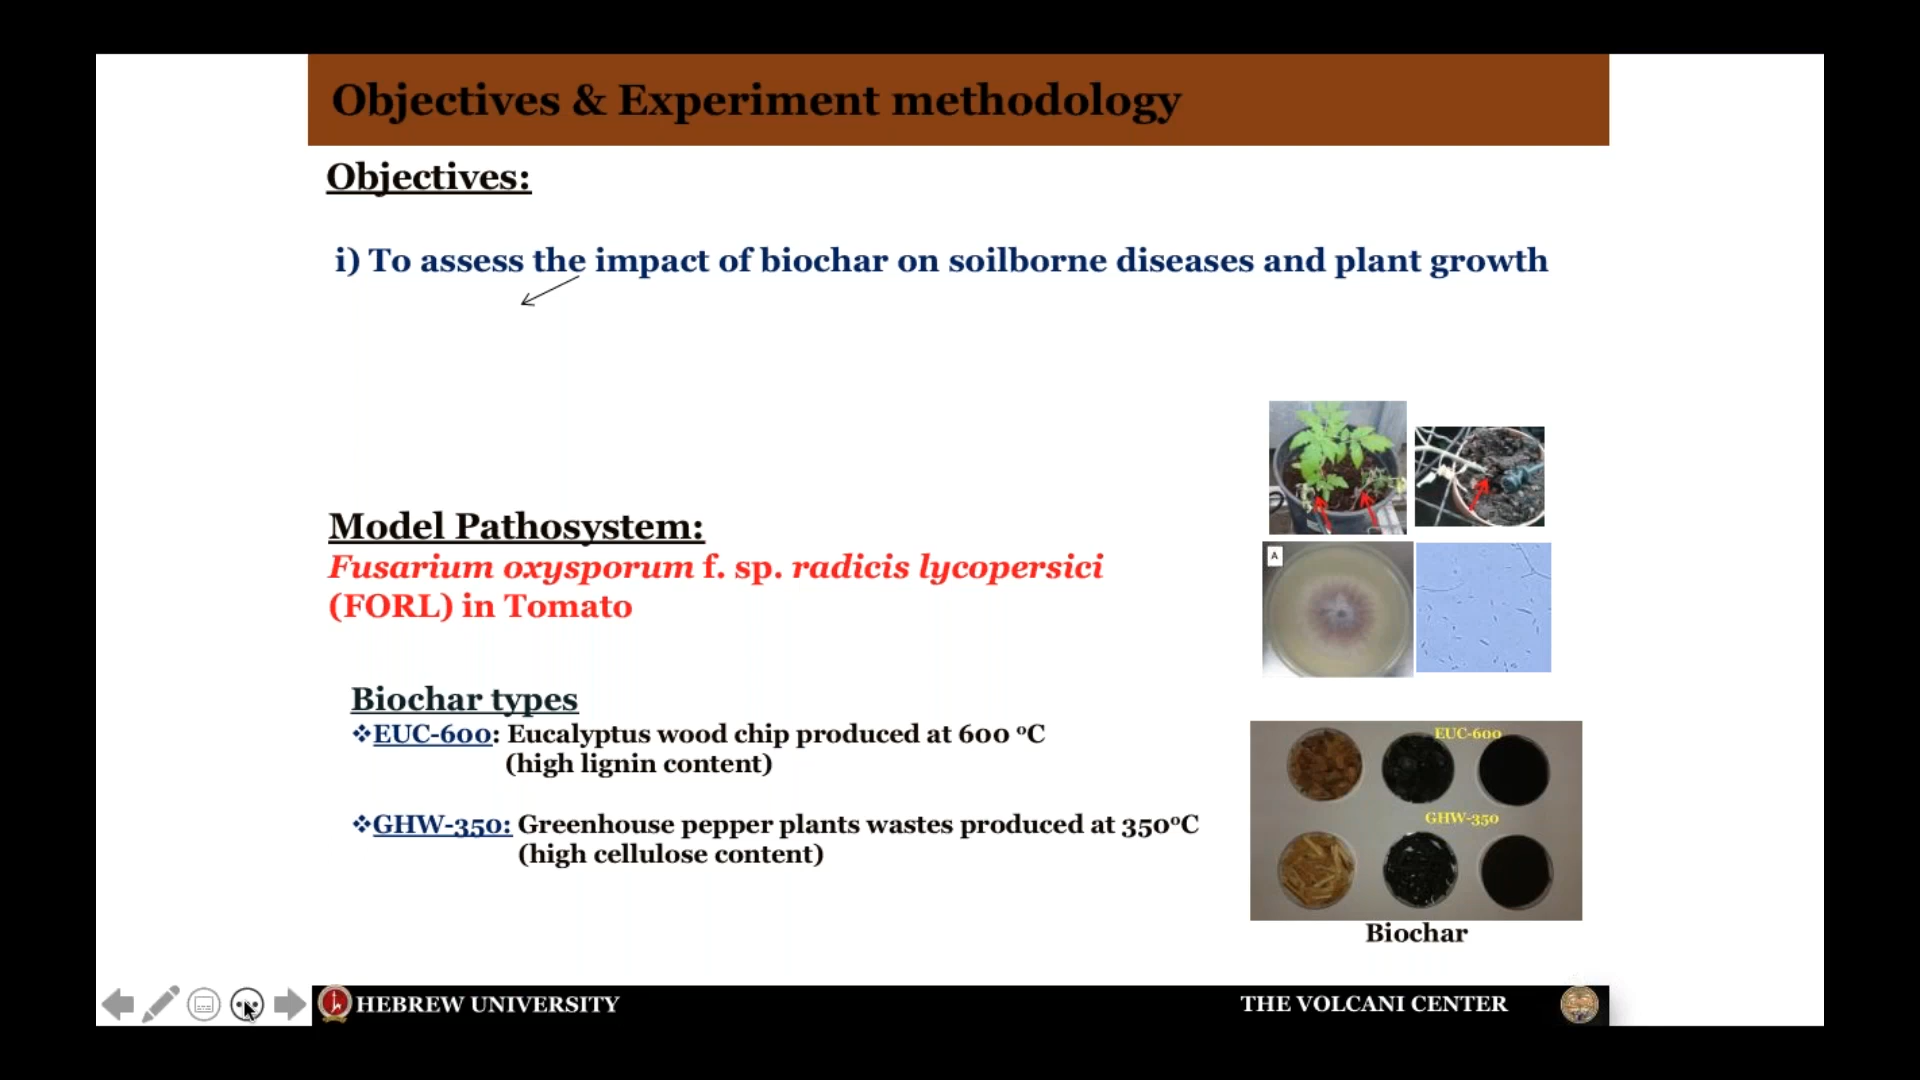 Objectives & Experiment methodology
Objectives:
i) To assess the impact of biochar on soilborne diseases and plant growth
Model Pathosystem:
Fusarium oxysporum f. sp. radicis lycopersici
(FORL) in Tomato
A
Biochar types
❖EUC-600: Eucalyptus wood chip produced at 600 ⁰C
(high lignin content)
❖GHW-350: Greenhouse pepper plants wastes produced at 350⁰C
(high cellulose content)
EUC-600
GHW-350
Biochar
HEBREW UNIVERSITY
THE VOLCANI CENTER